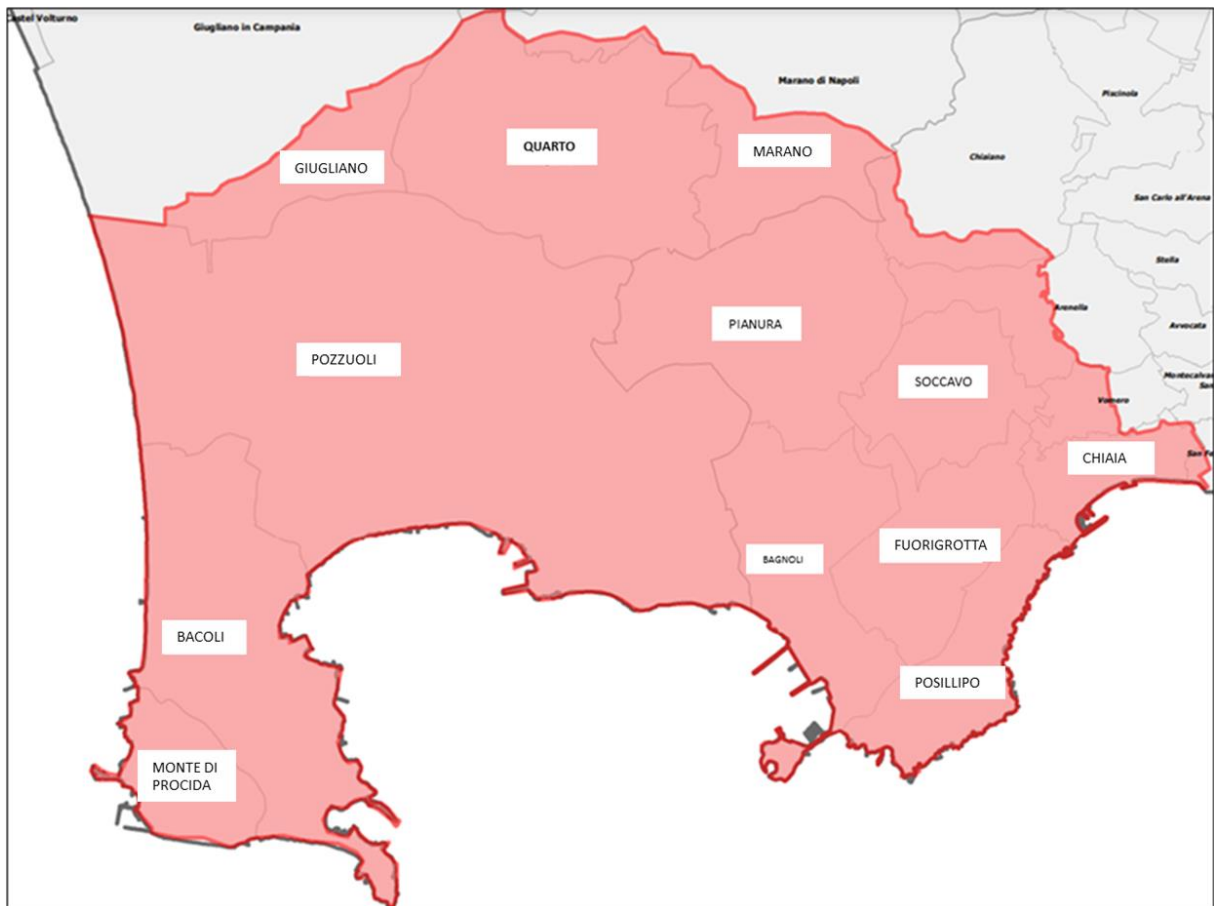 Castel Volturno
Giugliano in Campania
Marano di Napoli
Piscinola
QUARTO
MARANO
Chiaiano
GIUGLIANO
San Carlo all'Arena
Stella
Arenella
PIANURA
Avvocata
POZZUOLI
SOCCAVO
Vomero
CHIAIA
FUORIGROTTA
BAGNOLI
BACOLI
POSILLIPO
MONTE DI
PROCIDA